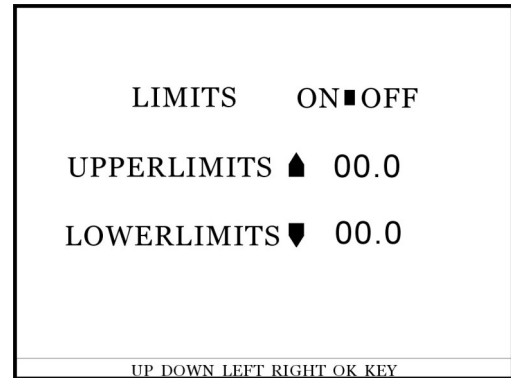 LIMITS ON■OFF
UPPERLIMITS 00.0
LOWERLIMITS 00.0
UP DOWN LEFT RIGHT OK KEY